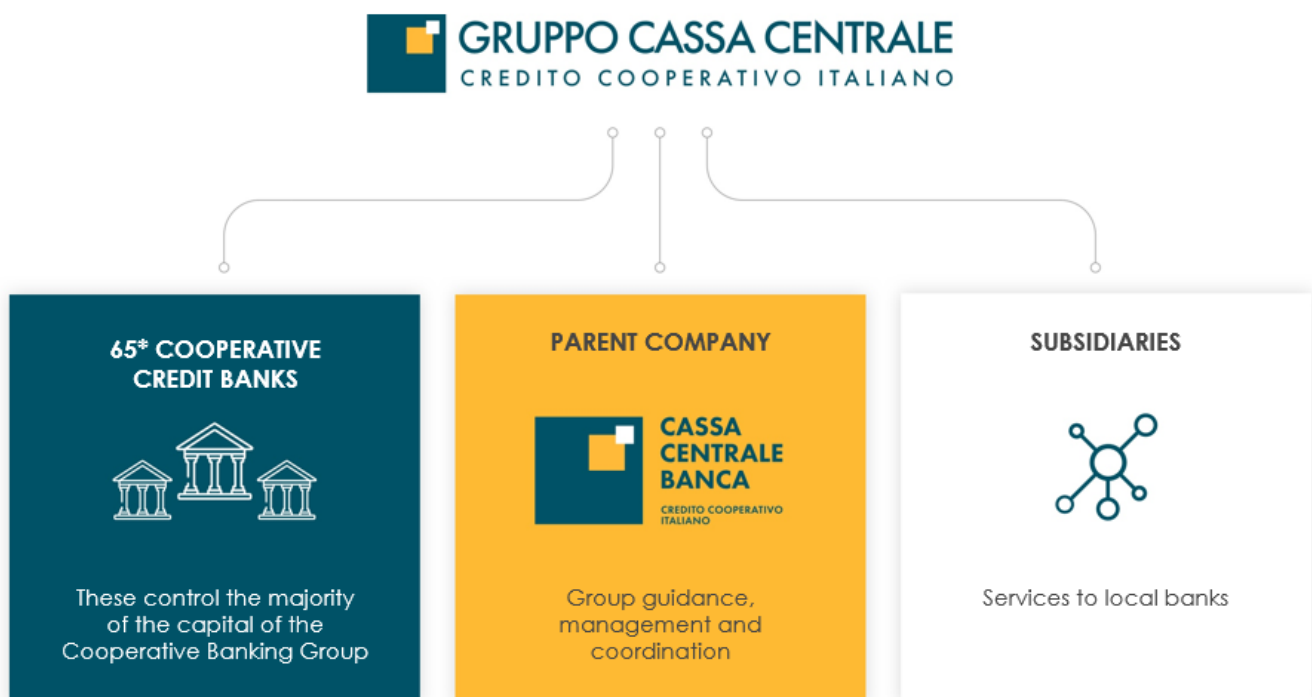 GRUPPO CASSA CENTRALE
CREDITO COOPERATIVO ITALIANO
65* COOPERATIVE
CREDIT BANKS
These control the majority
of the capital of the
Cooperative Banking Group
PARENT COMPANY
CASSA
CENTRALE
BANCA
CREDITO COOPERATIVO
ITALIANO
Group guidance,
management and
coordination
SUBSIDIARIES
Services to local banks